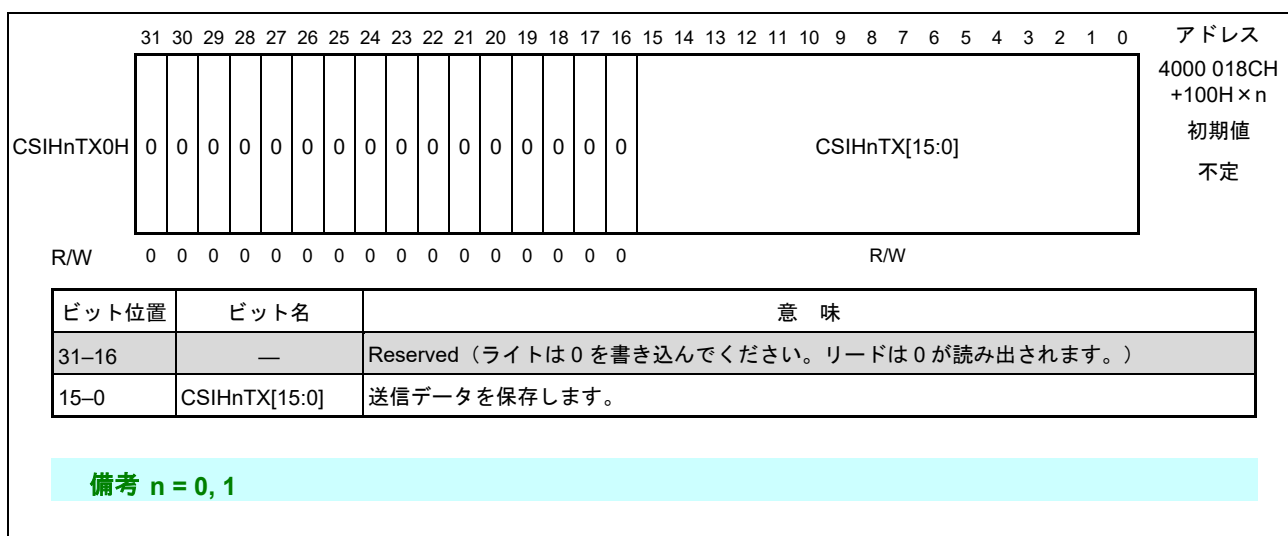 31 30 29 28 27 26 25 24 23 22 21 20 19 18 17 16 15 14 13 12 11 10 9 8 7 6 5 4 3 2 1 0 アドレス
4000 018CH
+100H×n
初期値
不定
CSIHnTX0H 0 0 0 0 0 0 0 0 0 0 0 0 0 0 0 0 CSIHnTX[15:0]
R/W 0 0 0 0 0 0 0 0 0 0 0 0 0 0 0 0 R/W
ビット位置 ビット名 意 味
31–16 — Reserved（ライトは 0 を書き込んでください。リードは 0 が読み出されます。）
15–0 CSIHnTX[15:0] 送信データを保存します。
備考 n = 0, 1